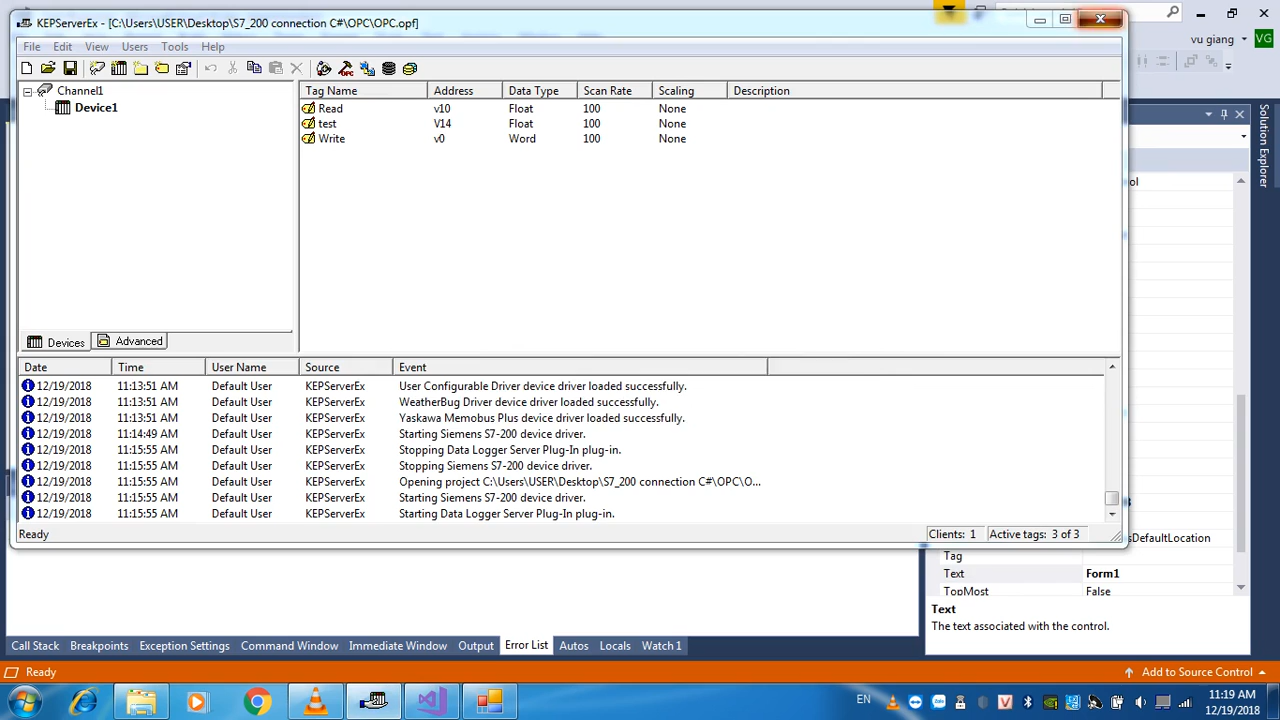 KEPServerEx - [C:\Users\USER\Desktop\S7_200 connection C#\OPC\OPC.opf]
vu giang VG
File Edit View Users Tools Help
Channel1
Device1
Tag Name Address Data Type Scan Rate Scaling Description
Read v10 Float 100 None
test V14 Float 100 None
Write v0 Word 100 None
Solution Explorer
ol
Devices Advanced
Date Time User Name Source Event
12/19/2018 11:13:51 AM Default User KEPServerEx User Configurable Driver device driver loaded successfully.
12/19/2018 11:13:51 AM Default User KEPServerEx WeatherBug Driver device driver loaded successfully.
12/19/2018 11:13:51 AM Default User KEPServerEx Yaskawa Memobus Plus device driver loaded successfully.
12/19/2018 11:14:49 AM Default User KEPServerEx Starting Siemens S7-200 device driver.
12/19/2018 11:15:55 AM Default User KEPServerEx Stopping Data Logger Server Plug-In plug-in.
12/19/2018 11:15:55 AM Default User KEPServerEx Stopping Siemens S7-200 device driver.
12/19/2018 11:15:55 AM Default User KEPServerEx Opening project C:\Users\USER\Desktop\S7_200 connection C#\OPC\O...
12/19/2018 11:15:55 AM Default User KEPServerEx Starting Siemens S7-200 device driver.
12/19/2018 11:15:55 AM Default User KEPServerEx Starting Data Logger Server Plug-In plug-in.
Ready Clients: 1 Active tags: 3 of 3
sDefaultLocation
Tag
Text Form1
TopMost False
Text
The text associated with the control.
Call Stack Breakpoints Exception Settings Command Window Immediate Window Output Error List Autos Locals Watch 1
Ready Add to Source Control
EN 11:19 AM
12/19/2018